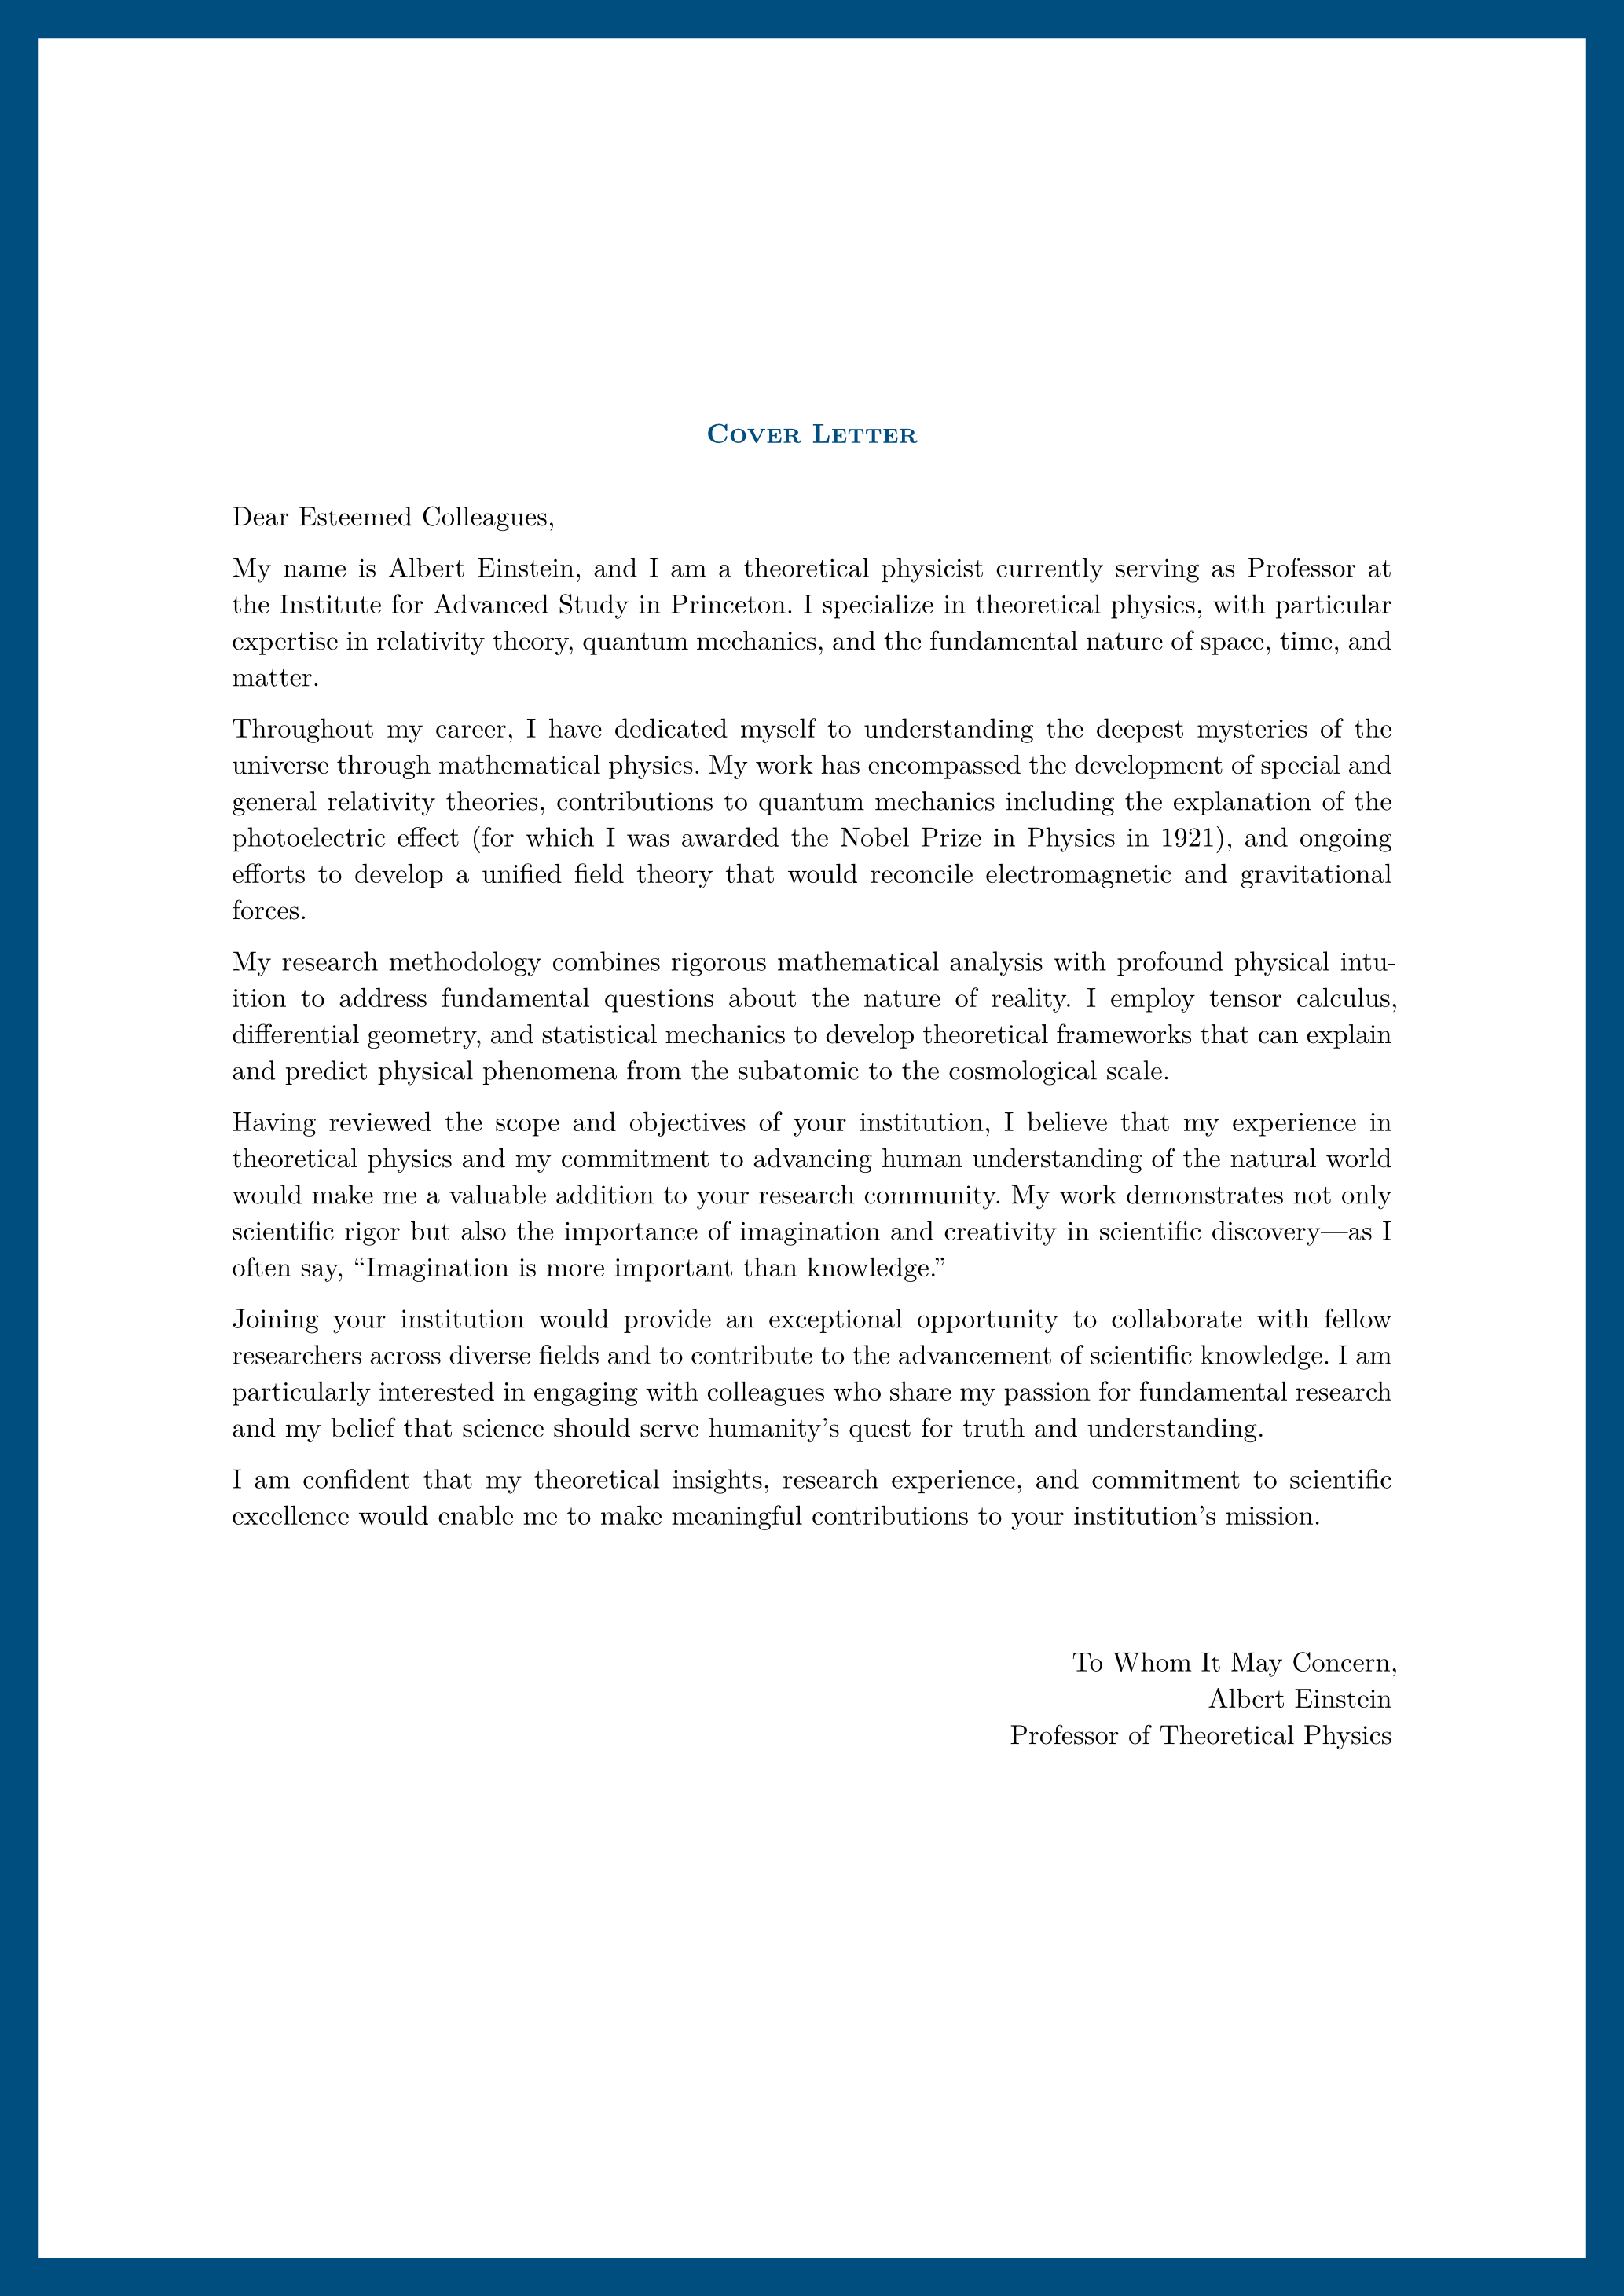 Cover Letter
Dear Esteemed Colleagues,
My name is Albert Einstein, and I am a theoretical physicist currently serving as Professor at
the Institute for Advanced Study in Princeton. I specialize in theoretical physics, with particular
expertise in relativity theory, quantum mechanics, and the fundamental nature of space, time, and
matter.
Throughout my career, I have dedicated myself to understanding the deepest mysteries of the
universe through mathematical physics. My work has encompassed the development of special and
general relativity theories, contributions to quantum mechanics including the explanation of the
photoelectric effect (for which I was awarded the Nobel Prize in Physics in 1921), and ongoing
efforts to develop a unified field theory that would reconcile electromagnetic and gravitational
forces.
My research methodology combines rigorous mathematical analysis with profound physical intu-
ition to address fundamental questions about the nature of reality. I employ tensor calculus,
differential geometry, and statistical mechanics to develop theoretical frameworks that can explain
and predict physical phenomena from the subatomic to the cosmological scale.
Having reviewed the scope and objectives of your institution, I believe that my experience in
theoretical physics and my commitment to advancing human understanding of the natural world
would make me a valuable addition to your research community. My work demonstrates not only
scientific rigor but also the importance of imagination and creativity in scientific discovery—as I
often say, “Imagination is more important than knowledge.”
Joining your institution would provide an exceptional opportunity to collaborate with fellow
researchers across diverse fields and to contribute to the advancement of scientific knowledge. I am
particularly interested in engaging with colleagues who share my passion for fundamental research
and my belief that science should serve humanity’s quest for truth and understanding.
I am confident that my theoretical insights, research experience, and commitment to scientific
excellence would enable me to make meaningful contributions to your institution’s mission.
To Whom It May Concern,
Albert Einstein
Professor of Theoretical Physics